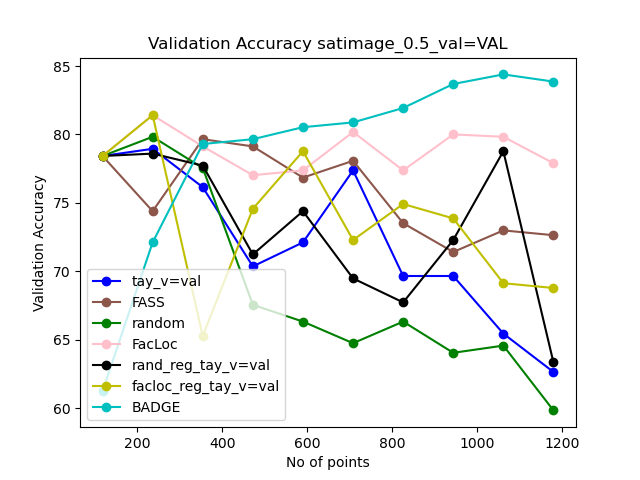 Validation Accuracy satimage_0.5_val=VAL
85
80
75
70
65
60
Validation Accuracy
tay_v=val
FASS
random
FacLoc
rand_reg_tay_v=val
facloc_reg_tay_v=val
BADGE
200 400 600 800 1000 1200
No of points